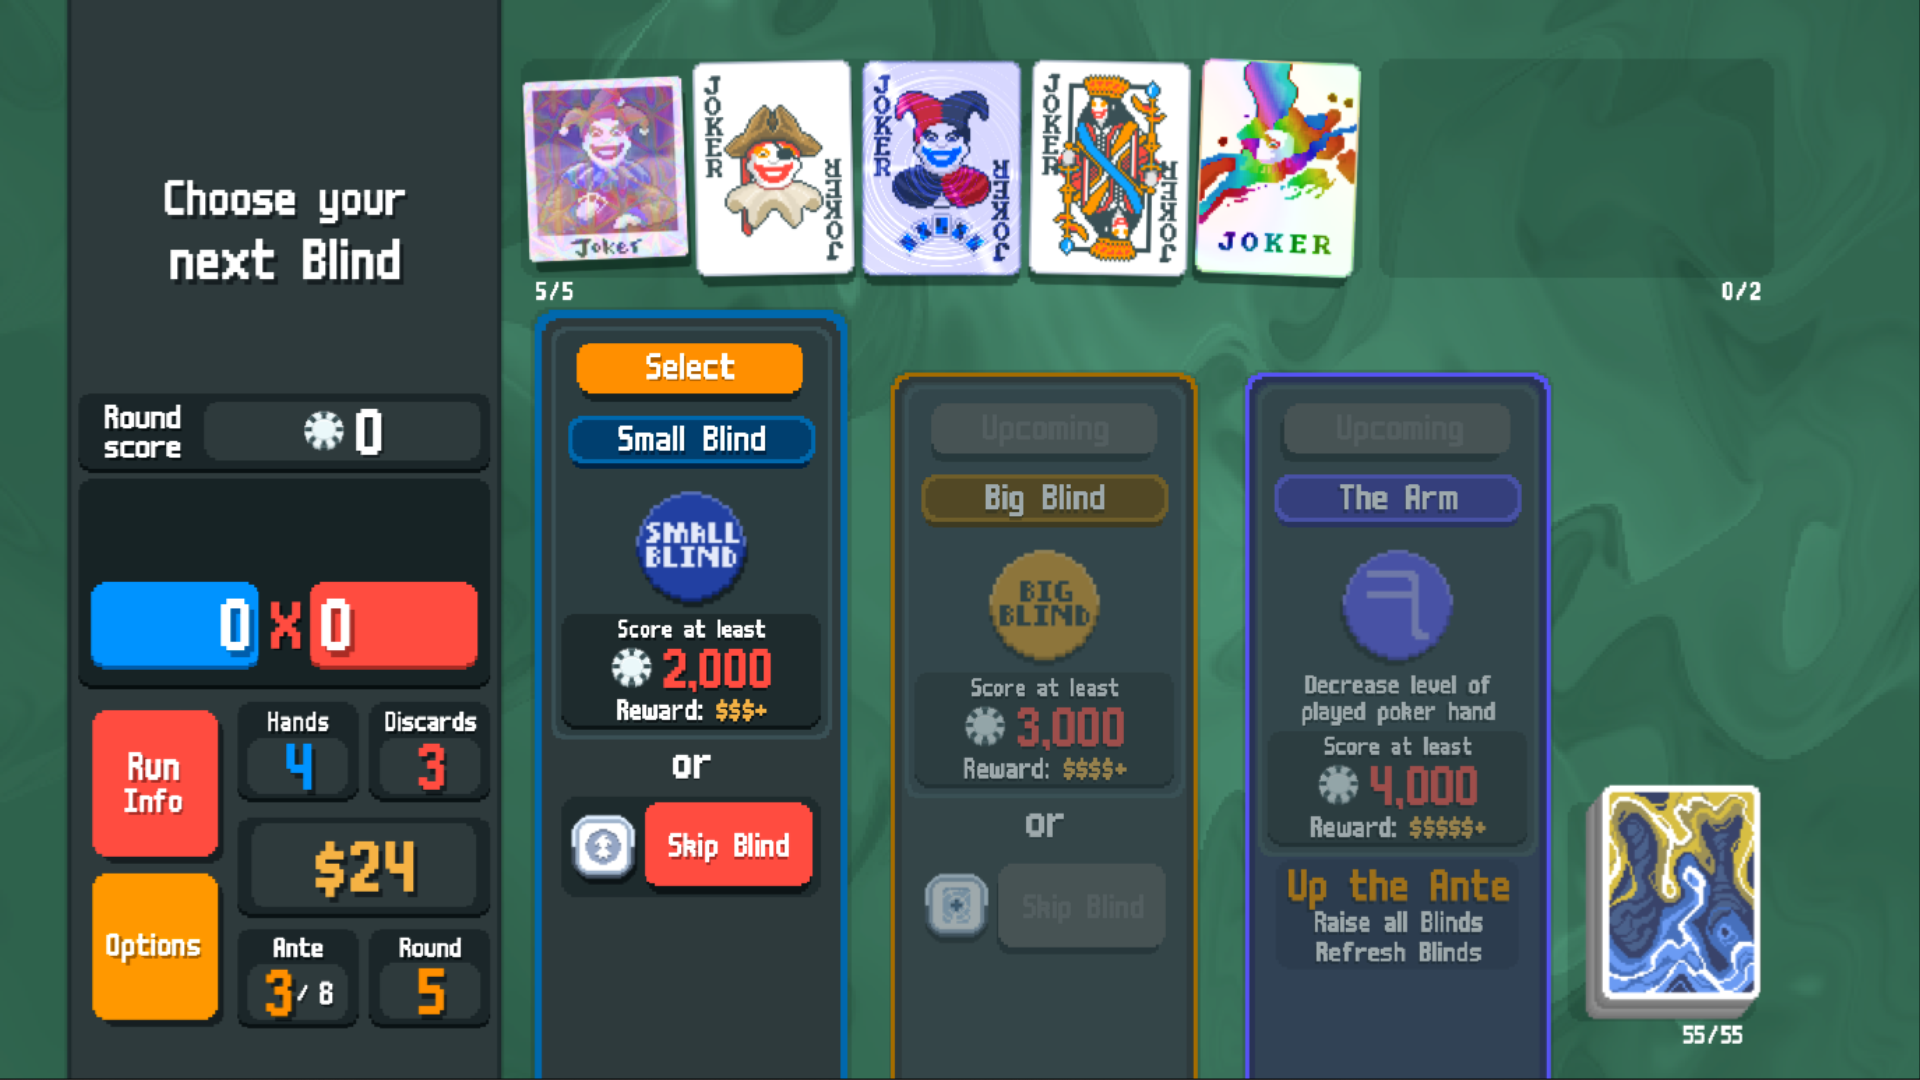 Choose your
next Blind
Round
score
0
0 X 0
Run
Info
Hands
4
Discards
3
$24
Options
Ante
3/8
Round
5
Joker
JOKER
JOKER
JOKER
JOKER
JOKER
JOKER
JOKER
5/5
0/2
Select
Small Blind
SMALL
BLIND
Score at least
2,000
Reward: $$$+
or
Skip Blind
Upcoming
Big Blind
BIG
BLIND
Score at least
3,000
Reward: $$$$+
or
Skip Blind
Upcoming
The Arm
Decrease level of
played poker hand
Score at least
4,000
Reward: $$$$$+
Up the Ante
Raise all Blinds
Refresh Blinds
55/55